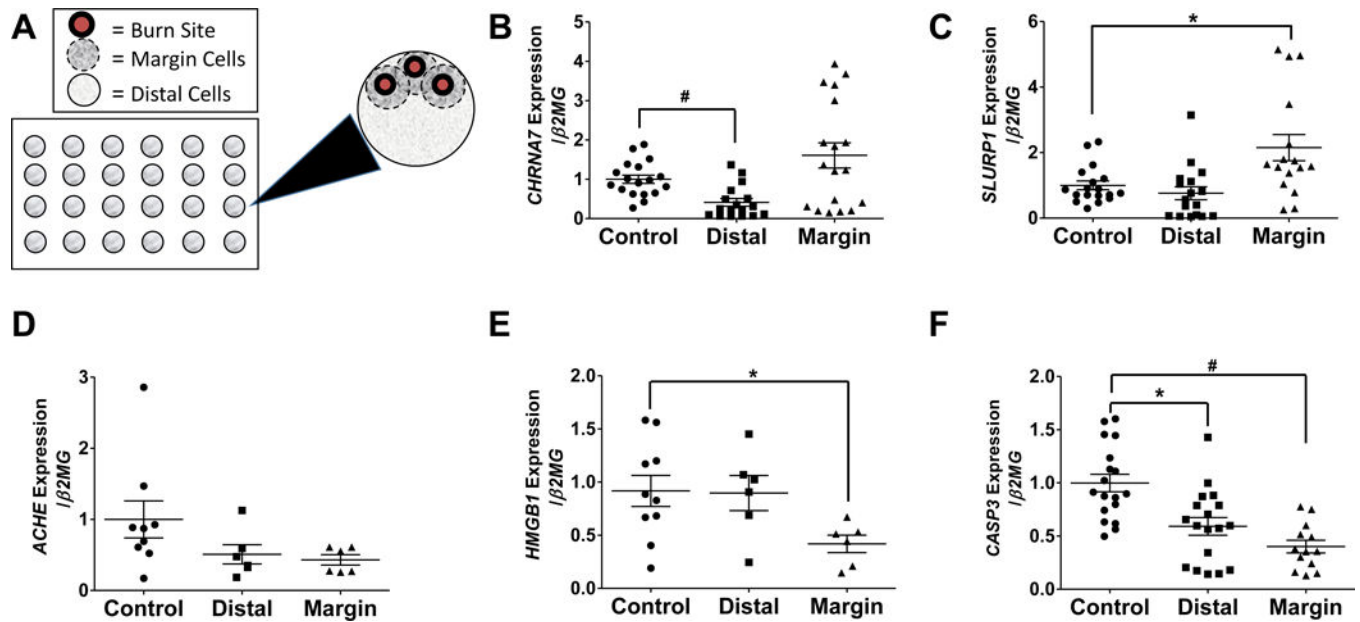 A
= Burn Site
= Margin Cells
= Distal Cells
B
CHRNA7 Expression
/β2MG
5
4
3
2
1
0
#
Control Distal Margin
C
SLURP1 Expression
/β2MG
6
4
2
0
*
Control Distal Margin
D
ACHE Expression
/β2MG
3
2
1
0
Control Distal Margin
E
HMGB1 Expression
/β2MG
2.0
1.5
1.0
0.5
0.0
*
Control Distal Margin
F
CASP3 Expression
/β2MG
2.0
1.5
1.0
0.5
0.0
#
*
Control Distal Margin